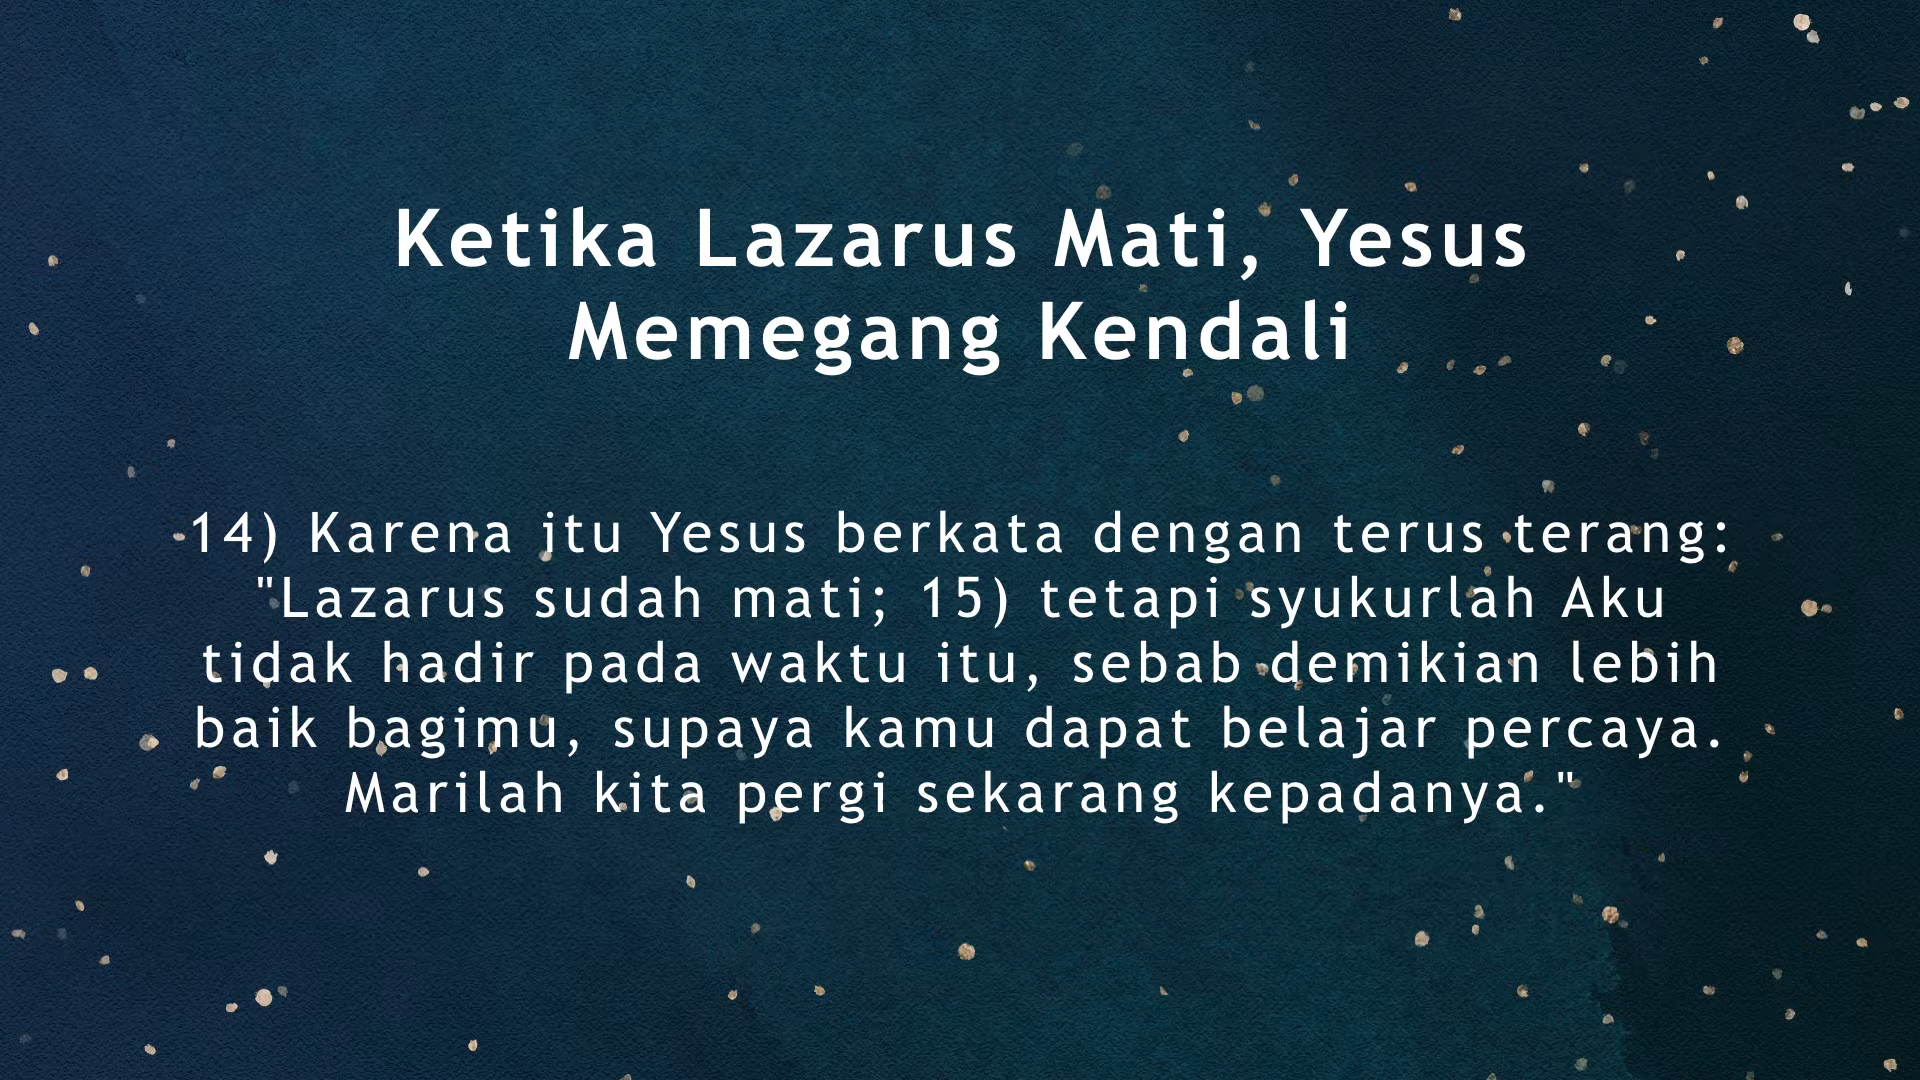 Ketika Lazarus Mati, Yesus
Memegang Kendali
14) Karena itu Yesus berkata dengan terus terang:
"Lazarus sudah mati; 15) tetapi syukurlah Aku
tidak hadir pada waktu itu, sebab demikian lebih
baik bagimu, supaya kamu dapat belajar percaya.
Marilah kita pergi sekarang kepadanya."